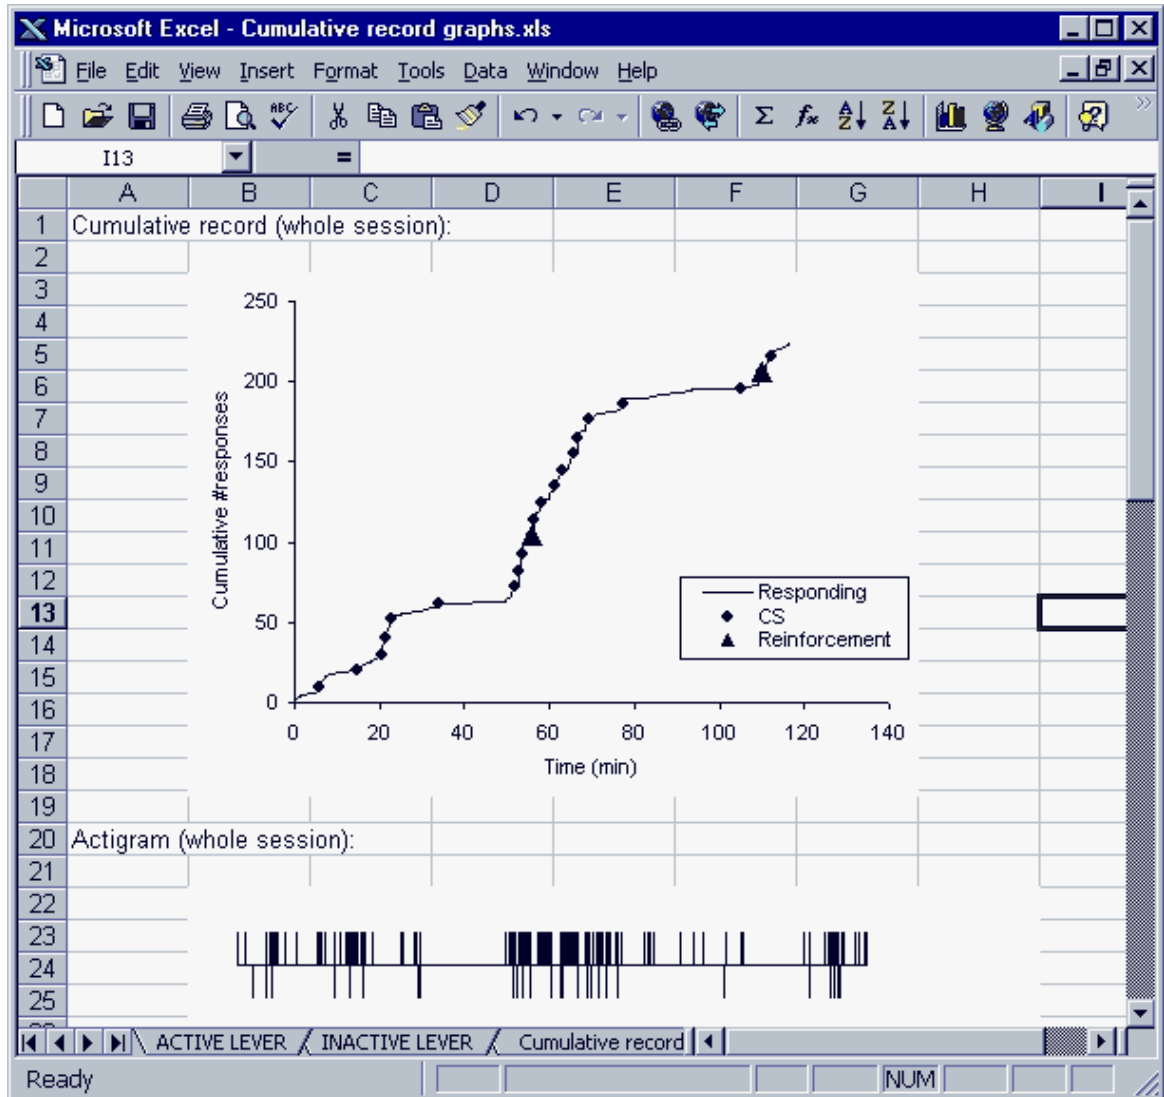 Microsoft Excel - Cumulative record graphs.xls
File Edit View Insert Format Tools Data Window Help
I13 =
A B C D E F G H I
1 Cumulative record (whole session):
2
3
4
5
6
7
8
9
10
11
12
13
14
15
16
17
18
19
20 Actigram (whole session):
21
22
23
24
25
250
200
150
100
50
0
Cumulative #responses
0 20 40 60 80 100 120 140
Time (min)
Responding
CS
Reinforcement
ACTIVE LEVER INACTIVE LEVER Cumulative record
Ready NUM